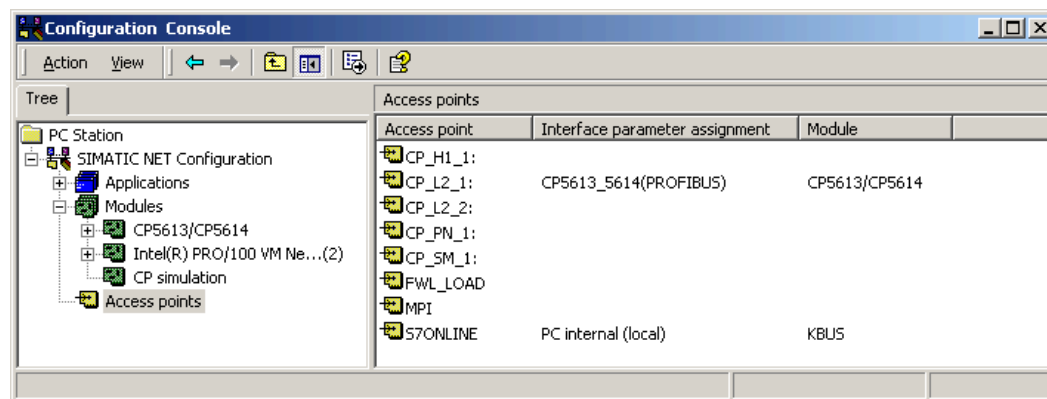 Configuration Console
Action View
Tree
Access points
PC Station
SIMATIC NET Configuration
Applications
Modules
CP5613/CP5614
Intel(R) PRO/100 VM Ne...(2)
CP simulation
Access points
Access point Interface parameter assignment Module
CP_H1_1:
CP_L2_1: CP5613_5614(PROFIBUS) CP5613/CP5614
CP_L2_2:
CP_PN_1:
CP_SM_1:
FWL_LOAD
MPI
S7ONLINE PC internal (local) KBUS